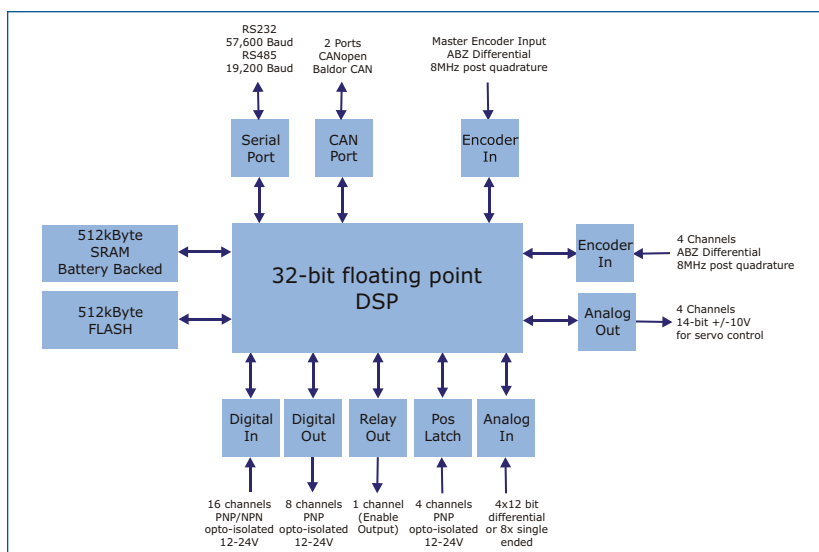 RS232
57,600 Baud
RS485
19,200 Baud
2 Ports
CANopen
Baldor CAN
Master Encoder Input
ABZ Differential
8MHz post quadrature
Serial
Port
CAN
Port
Encoder
In
512kByte
SRAM
Battery Backed
512kByte
FLASH
32-bit floating point
DSP
Encoder
In
4 Channels
ABZ Differential
8MHz post quadrature
Analog
Out
4 Channels
14-bit +/-10V
for servo control
Digital
In
Digital
Out
Relay
Out
Pos
Latch
Analog
In
16 channels
PNP/NPN
opto-isolated
12-24V
8 channels
PNP
opto-isolated
12-24V
1 channel
(Enable
Output)
4 channels
PNP
opto-isolated
12-24V
4x12 bit
differential
or 8x single
ended